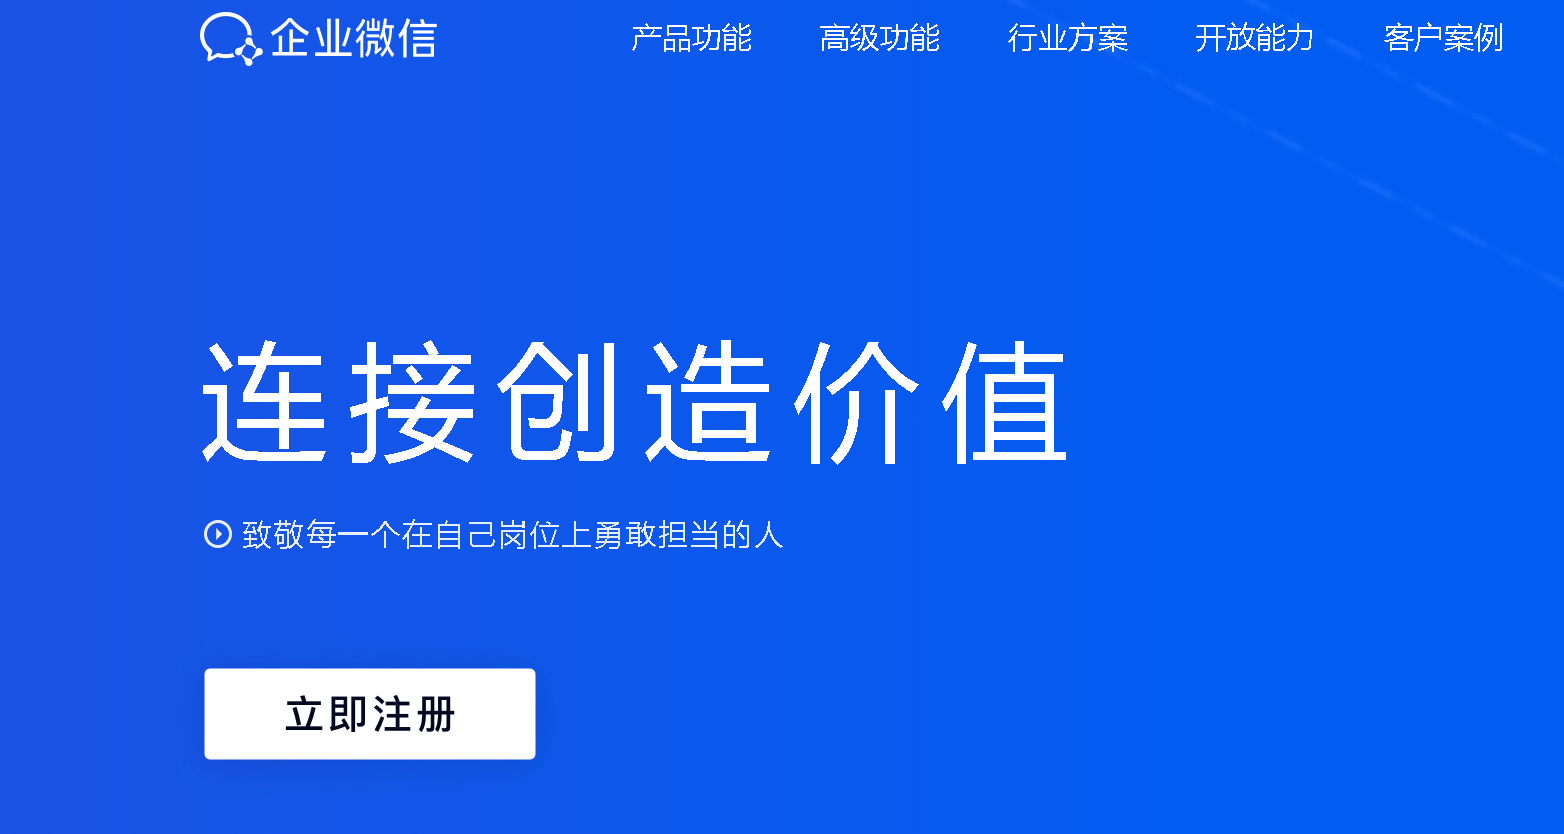 企业微信 产品功能 高级功能 行业方案 开放能力 客户案例
连接创造价值
致敬每一个在自己岗位上勇敢担当的人
立即注册